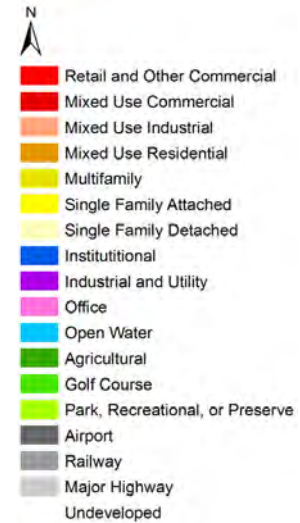 N
Retail and Other Commercial
Mixed Use Commercial
Mixed Use Industrial
Mixed Use Residential
Multifamily
Single Family Attached
Single Family Detached
Institutitional
Industrial and Utility
Office
Open Water
Agricultural
Golf Course
Park, Recreational, or Preserve
Airport
Railway
Major Highway
Undeveloped